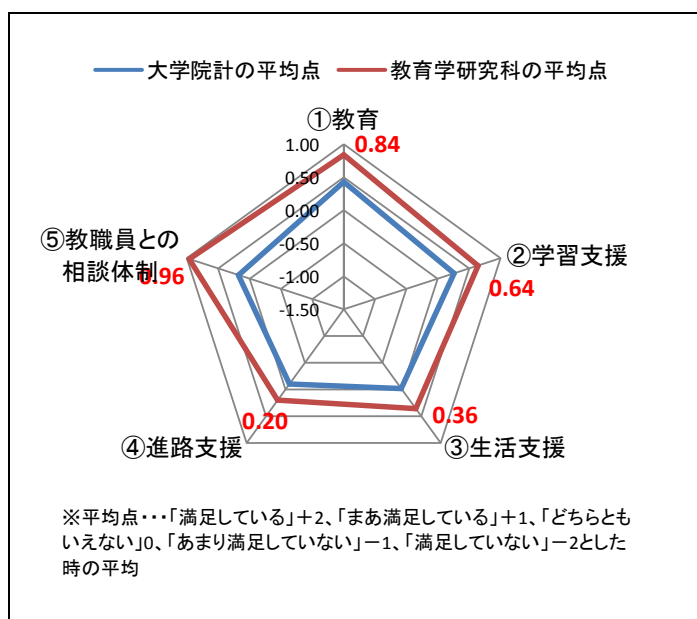 大学院計の平均点 教育学研究科の平均点
①教育
1.00
0.84
0.50
0.00
-0.50
-1.00
-1.50
⑤教職員との
相談体制
0.96
②学習支援
0.64
0.20
0.36
④進路支援
③生活支援
※平均点・・・「満足している」＋2、「まあ満足している」＋1、「どちらとも
いえない」0、「あまり満足していない」－1、「満足していない」－2とした
時の平均